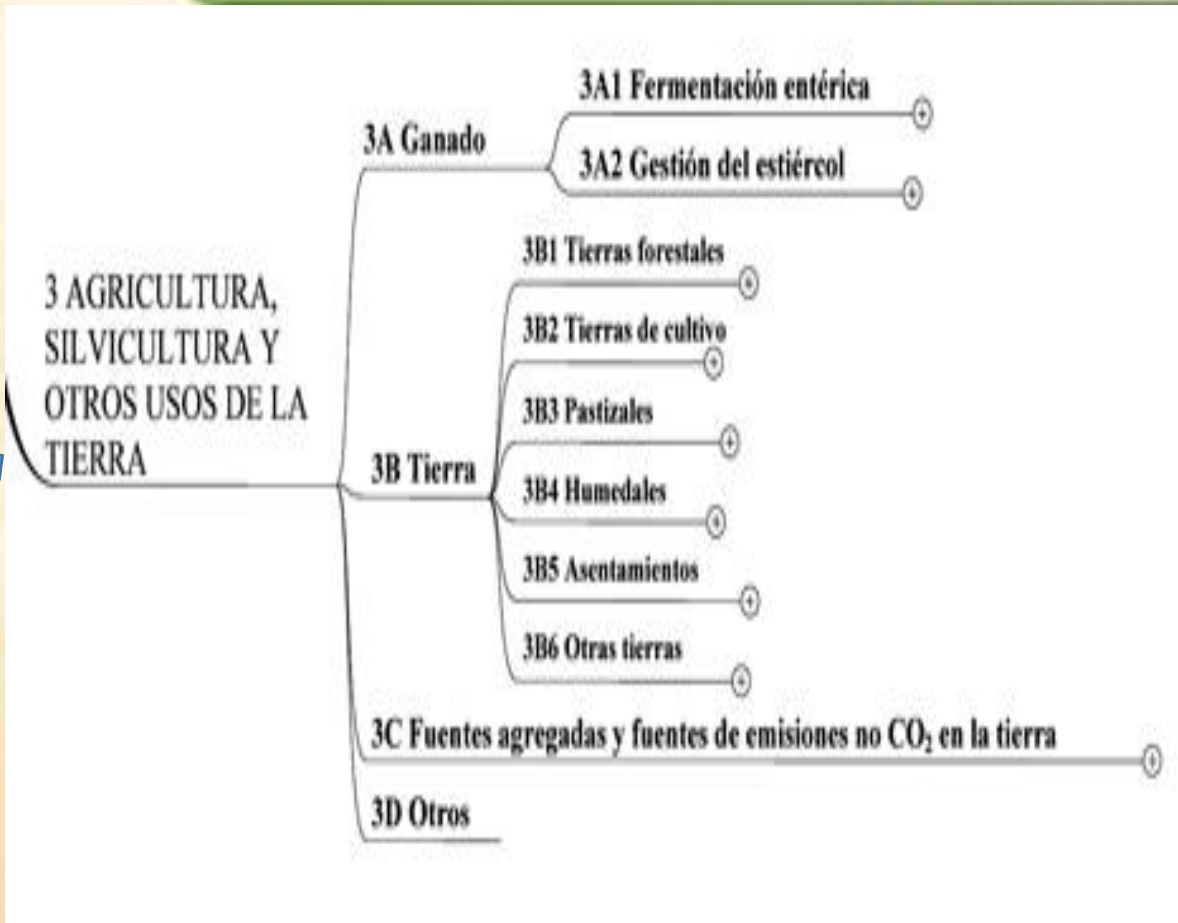 3 AGRICULTURA,
SILVICULTURA Y
OTROS USOS DE LA
TIERRA
3A Ganado
3A1 Fermentación entérica
3A2 Gestión del estiércol
3B Tierra
3B1 Tierras forestales
3B2 Tierras de cultivo
3B3 Pastizales
3B4 Humedales
3B5 Asentamientos
3B6 Otras tierras
3C Fuentes agregadas y fuentes de emisiones no CO₂ en la tierra
3D Otros